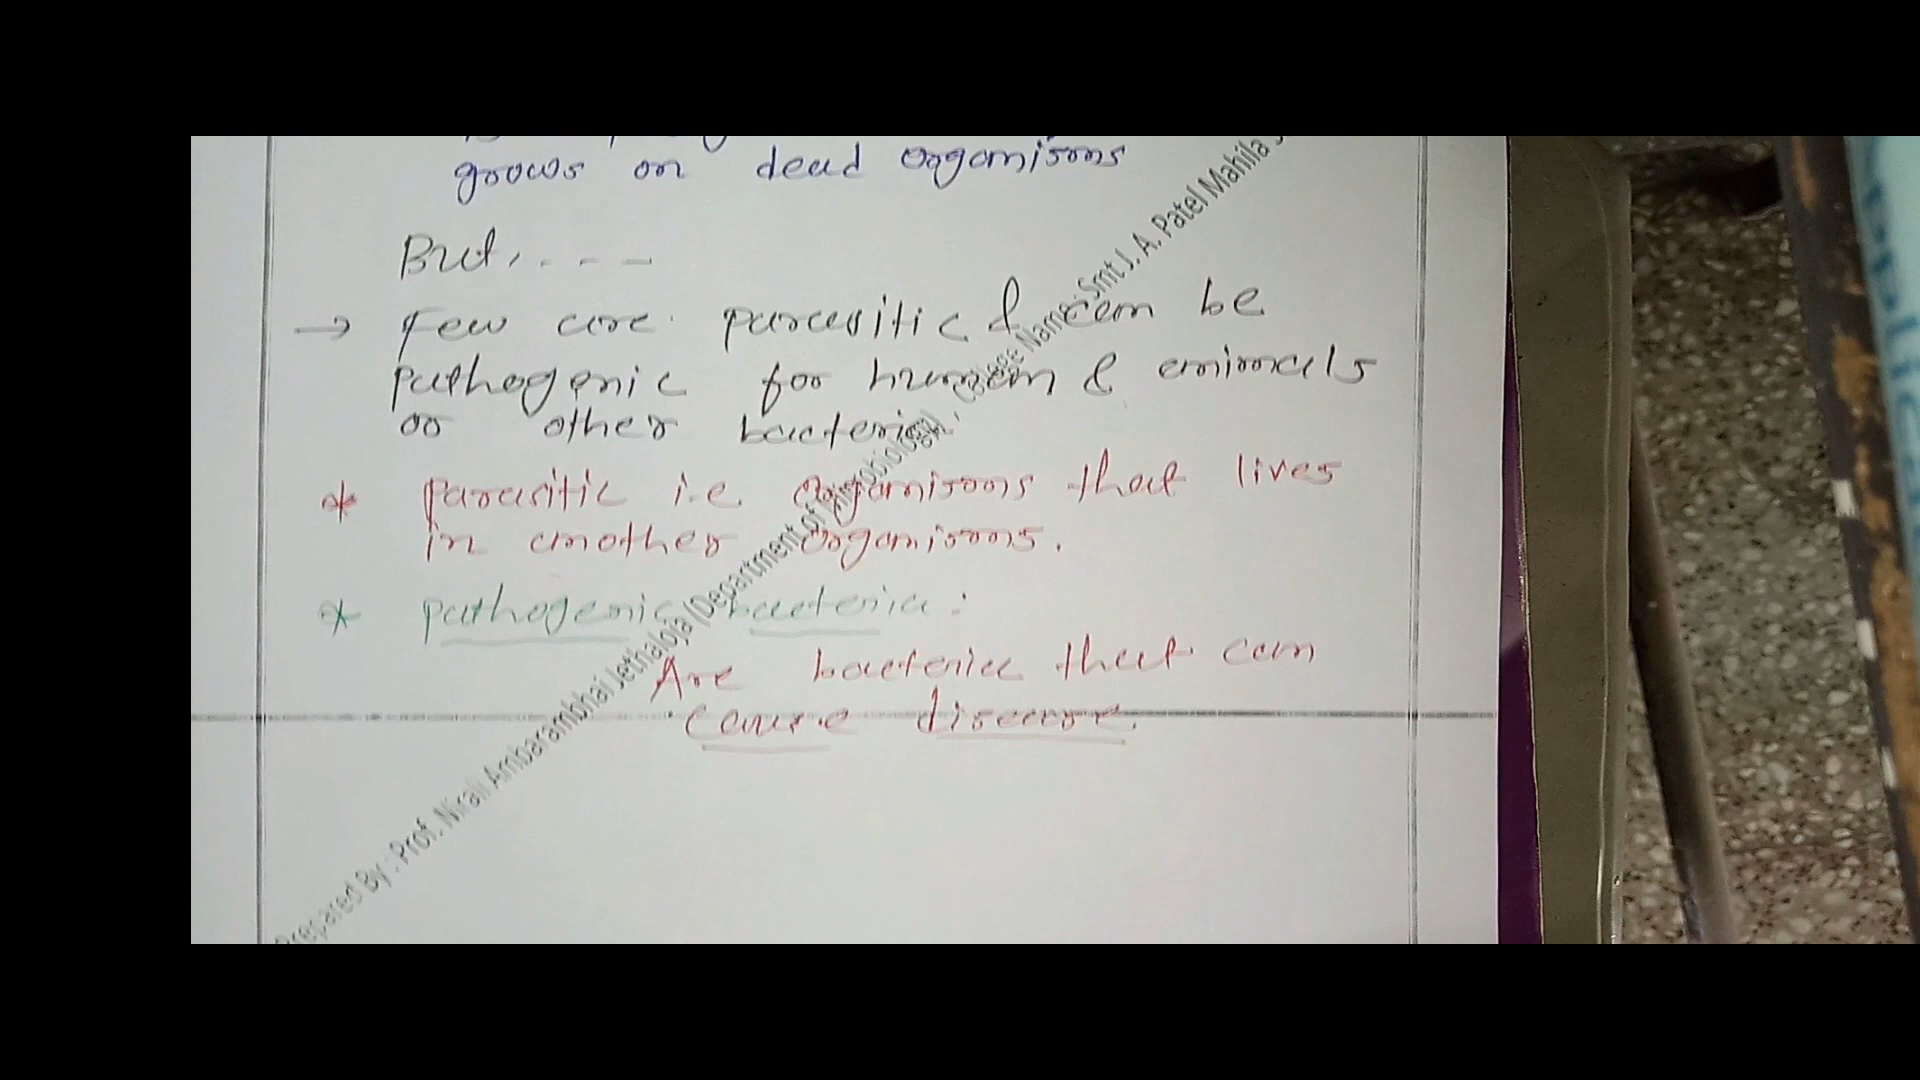 grows on dead organisms
But, - - - -
→ Few are parasitic & can be
pathogenic for human & animals
or other bacteria.
* Parasitic i.e. organisms that lives
in another organisms.
* pathogenic bacteria :
Are bacteria that can
cause disease.
Prepared By : Prof. Nirali Ambarambhai Jethaloja (Department of Microbiology) , College Name : Smt J. A. Patel Mahila